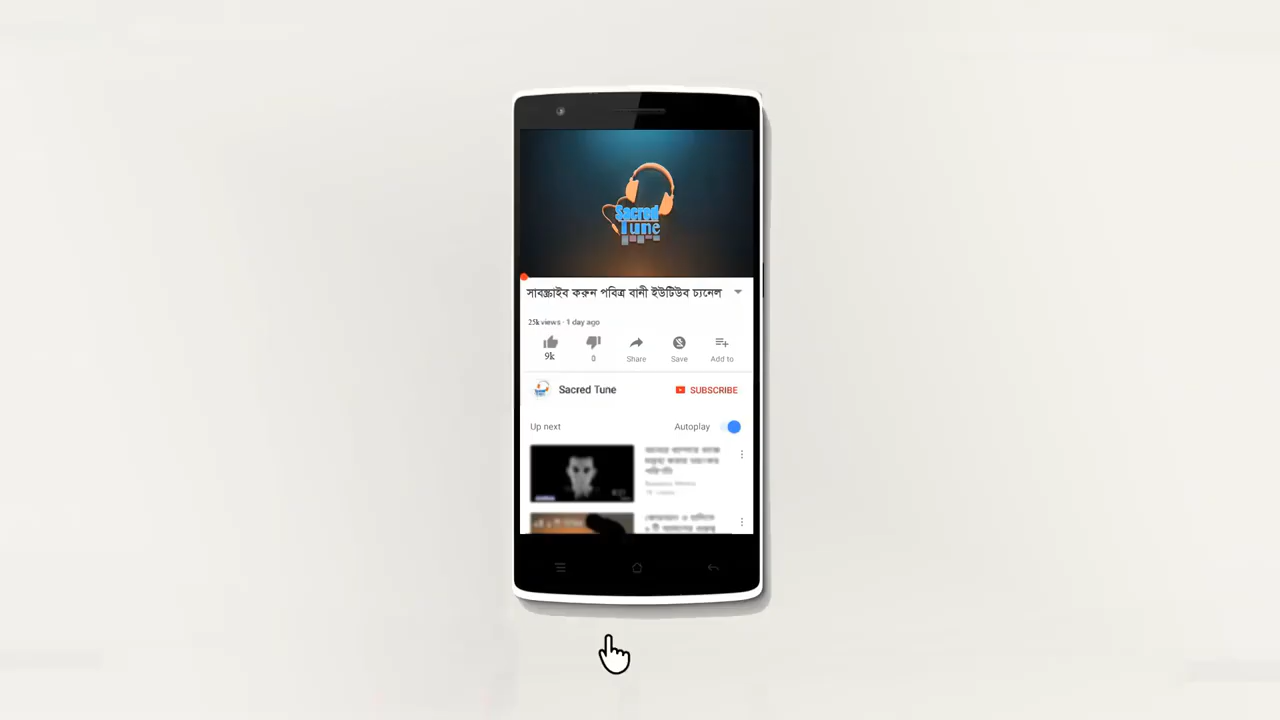 Sacred
Tune
সাবস্ক্রাইব করুন পবিত্র বানী ইউটিউব চ্যনেল
25k views · 1 day ago
9k
0
Share
Save
Add to
Sacred Tune
SUBSCRIBE
Up next
Autoplay